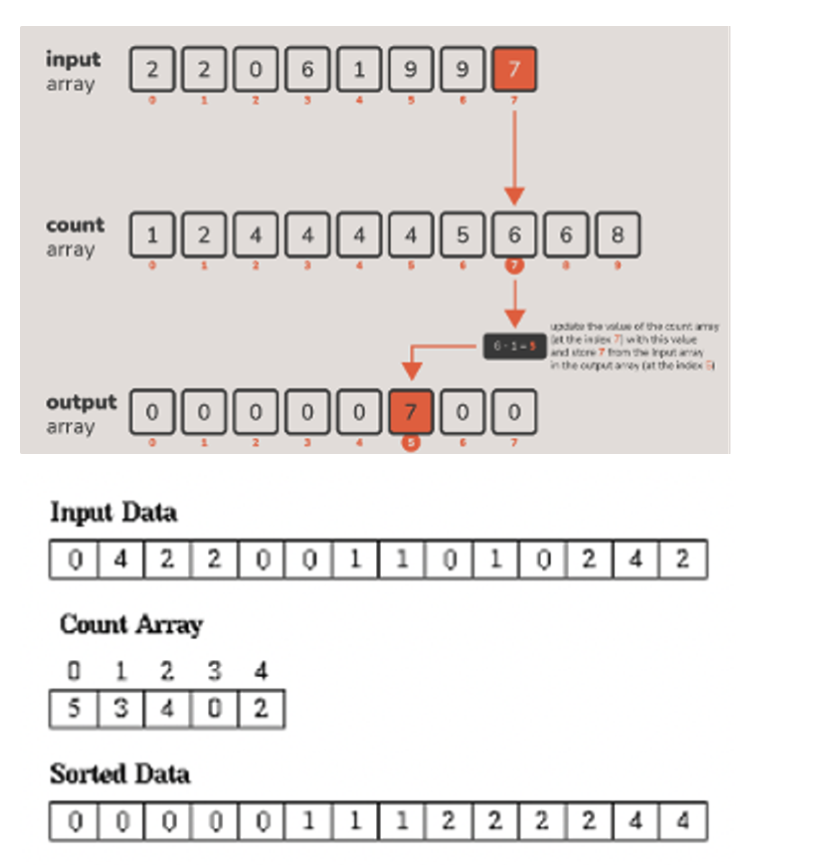 input
array
2 2 0 6 1 9 9 7
0 1 2 3 4 5 6 7
count
array
1 2 4 4 4 4 5 6 6 8
0 1 2 3 4 5 6 7 8 9
6 - 1 = 5
update the value of the count array
(at the index 7) with this value
and store 7 from the input array
in the output array (at the index 5)
output
array
0 0 0 0 0 7 0 0
0 1 2 3 4 5 6 7
Input Data
0 4 2 2 0 0 1 1 0 1 0 2 4 2
Count Array
0 1 2 3 4
5 3 4 0 2
Sorted Data
0 0 0 0 0 1 1 1 2 2 2 2 4 4